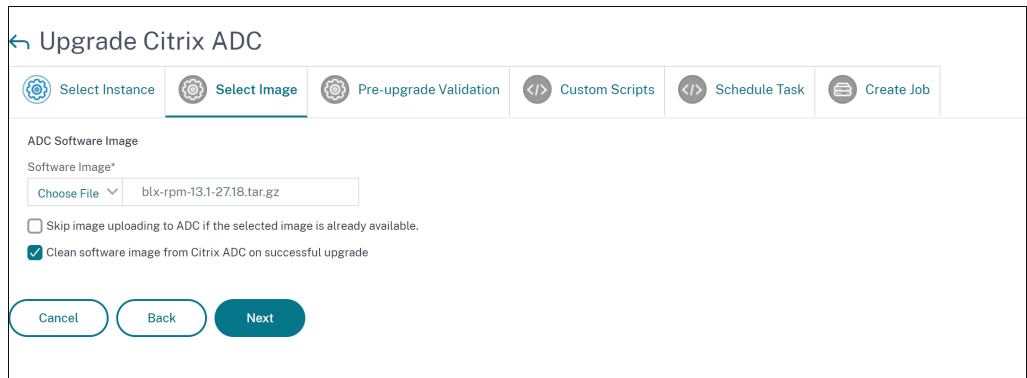 Upgrade Citrix ADC
Select Instance
Select Image
Pre-upgrade Validation
Custom Scripts
Schedule Task
Create Job
ADC Software Image
Software Image*
Choose File blx-rpm-13.1-27.18.tar.gz
Skip image uploading to ADC if the selected image is already available.
Clean software image from Citrix ADC on successful upgrade
Cancel Back Next